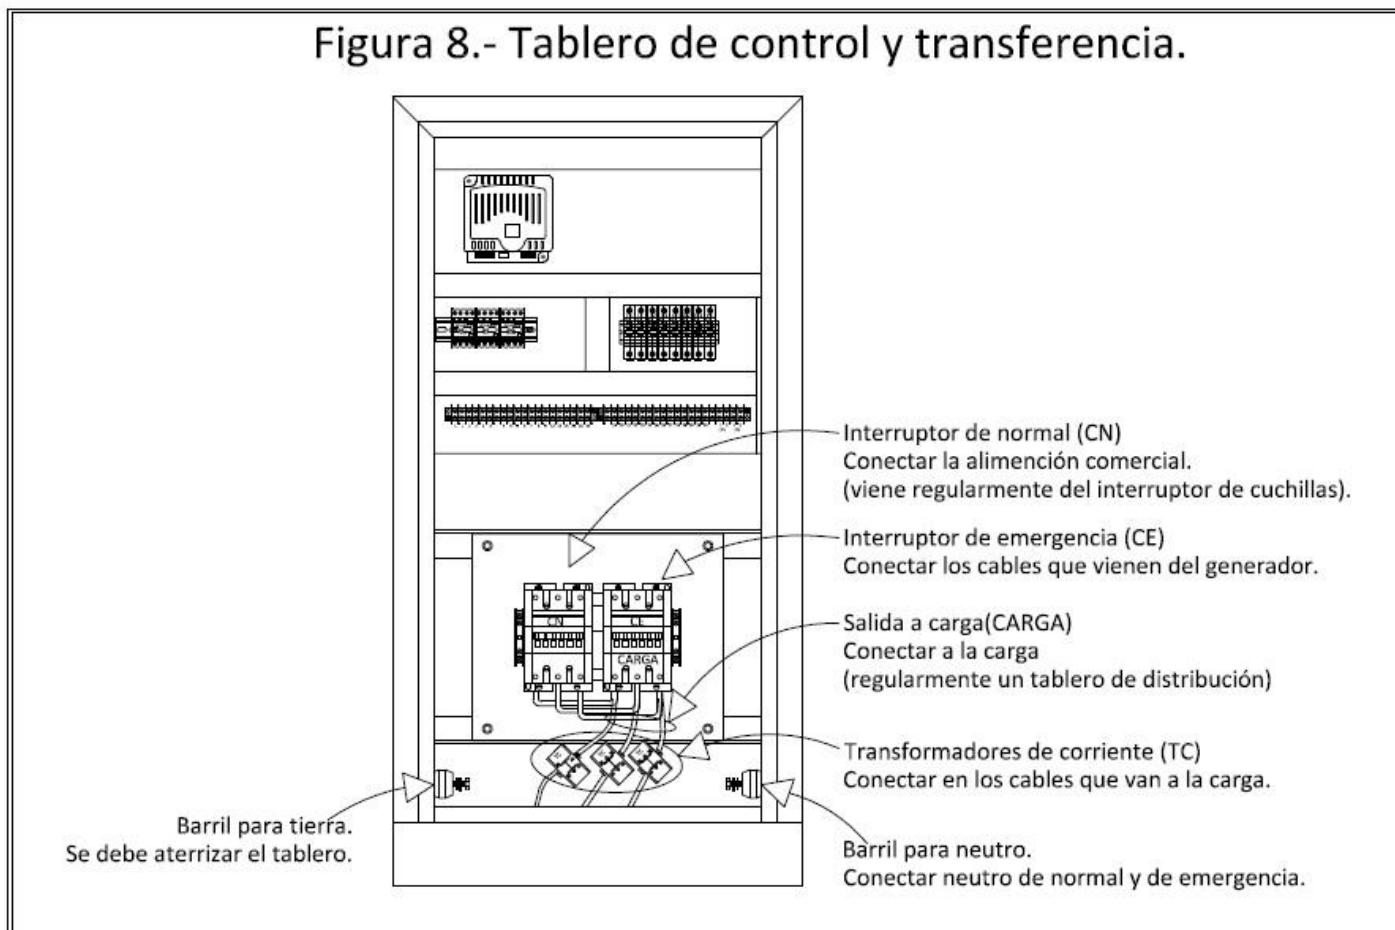 Figura 8.- Tablero de control y transferencia.
Interruptor de normal (CN)
Conectar la alimención comercial.
(viene regularmente del interruptor de cuchillas).
Interruptor de emergencia (CE)
Conectar los cables que vienen del generador.
CN
CE
CARGA
Salida a carga(CARGA)
Conectar a la carga
(regularmente un tablero de distribución)
Transformadores de corriente (TC)
Conectar en los cables que van a la carga.
Barril para tierra.
Se debe aterrizar el tablero.
Barril para neutro.
Conectar neutro de normal y de emergencia.